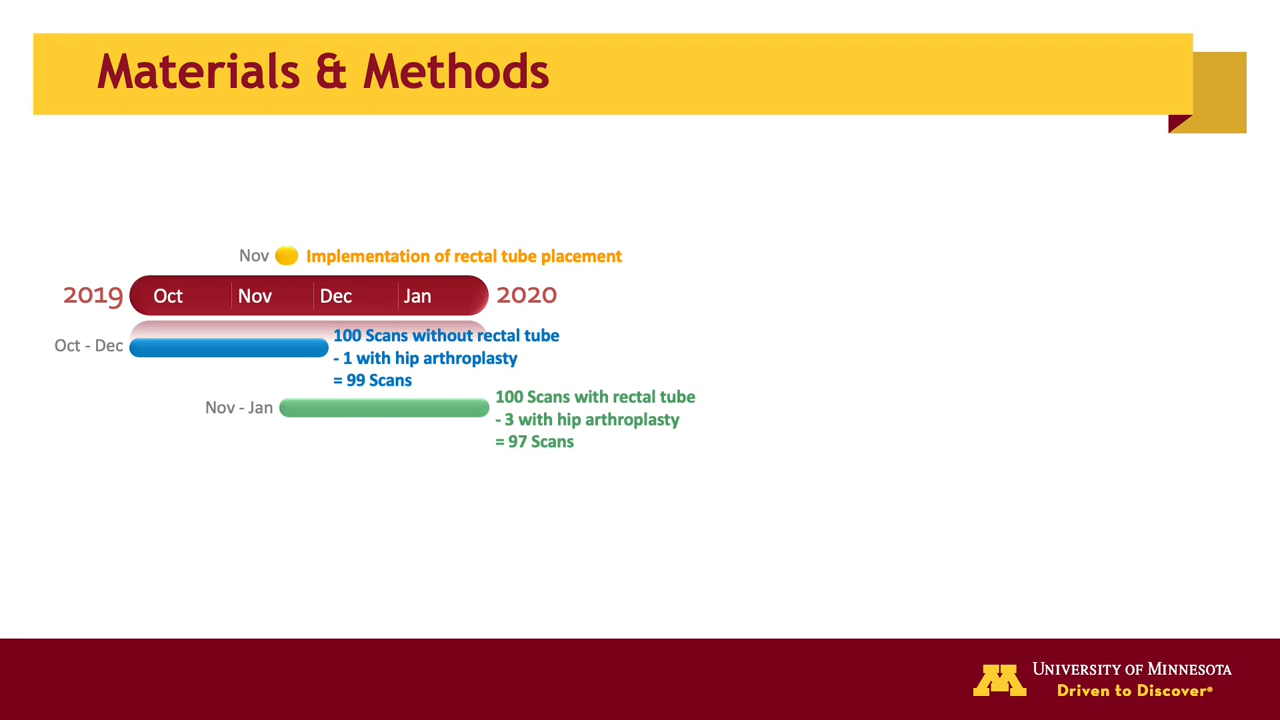 Materials & Methods
Nov Implementation of rectal tube placement
2019 Oct Nov Dec Jan 2020
Oct - Dec
100 Scans without rectal tube
- 1 with hip arthroplasty
= 99 Scans
Nov - Jan
100 Scans with rectal tube
- 3 with hip arthroplasty
= 97 Scans
M
UNIVERSITY OF MINNESOTA
Driven to Discover®